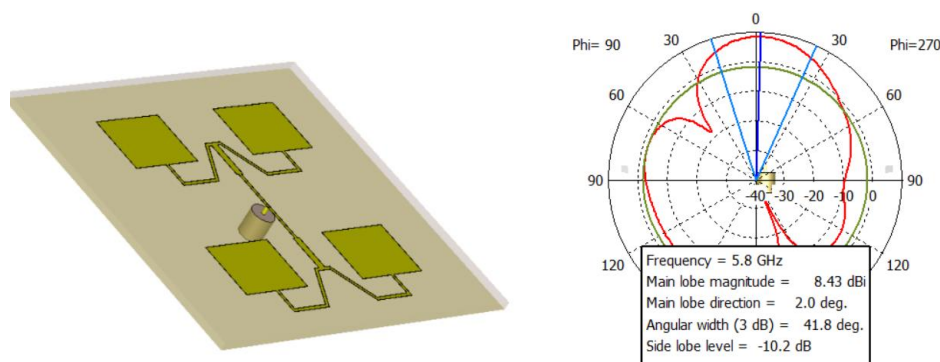 0
Phi= 90
30
30
Phi=270
60
60
90
-40
-30
-20
-10
0
90
120
120
Frequency = 5.8 GHz
Main lobe magnitude = 8.43 dBi
Main lobe direction = 2.0 deg.
Angular width (3 dB) = 41.8 deg.
Side lobe level = -10.2 dB